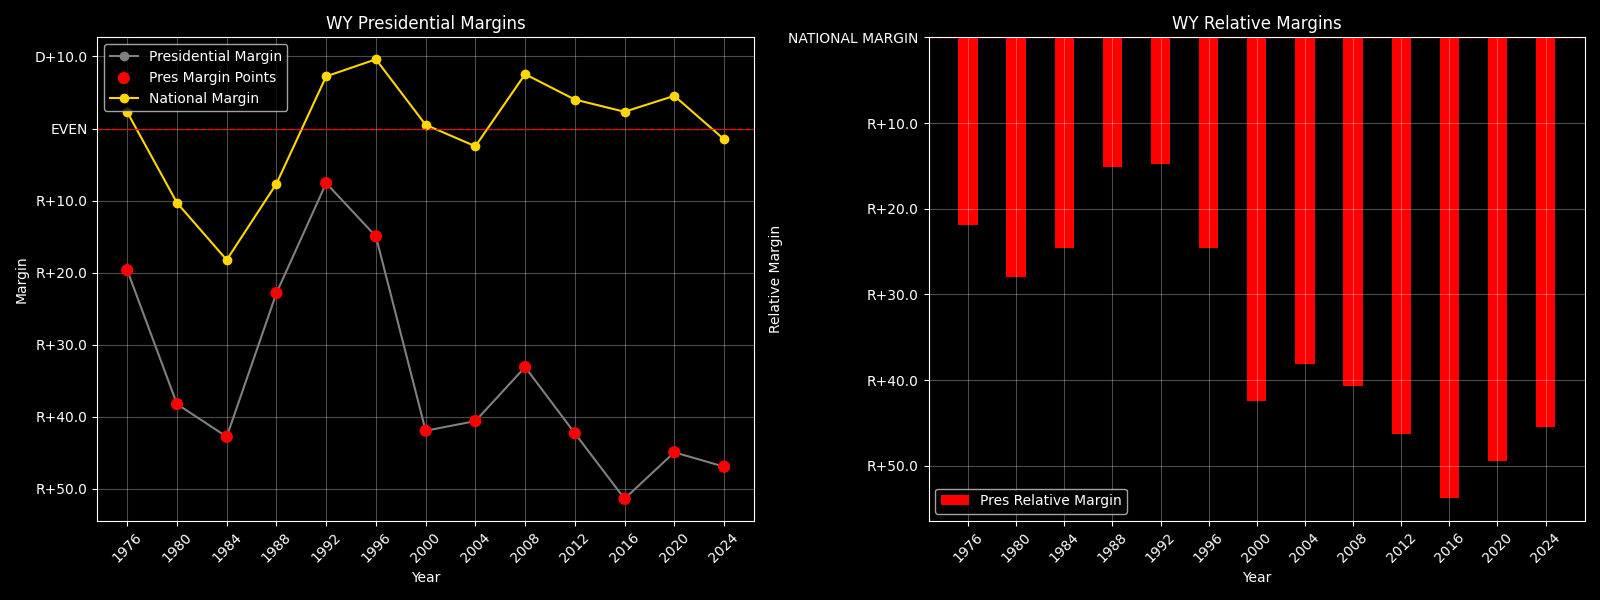 WY Presidential Margins
Presidential Margin
Pres Margin Points
National Margin
D+10.0
EVEN
R+10.0
R+20.0
R+30.0
R+40.0
R+50.0
Margin
1976
1980
1984
1988
1992
1996
2000
2004
2008
2012
2016
2020
2024
Year
WY Relative Margins
NATIONAL MARGIN
R+10.0
R+20.0
R+30.0
R+40.0
R+50.0
Relative Margin
Pres Relative Margin
1976
1980
1984
1988
1992
1996
2000
2004
2008
2012
2016
2020
2024
Year